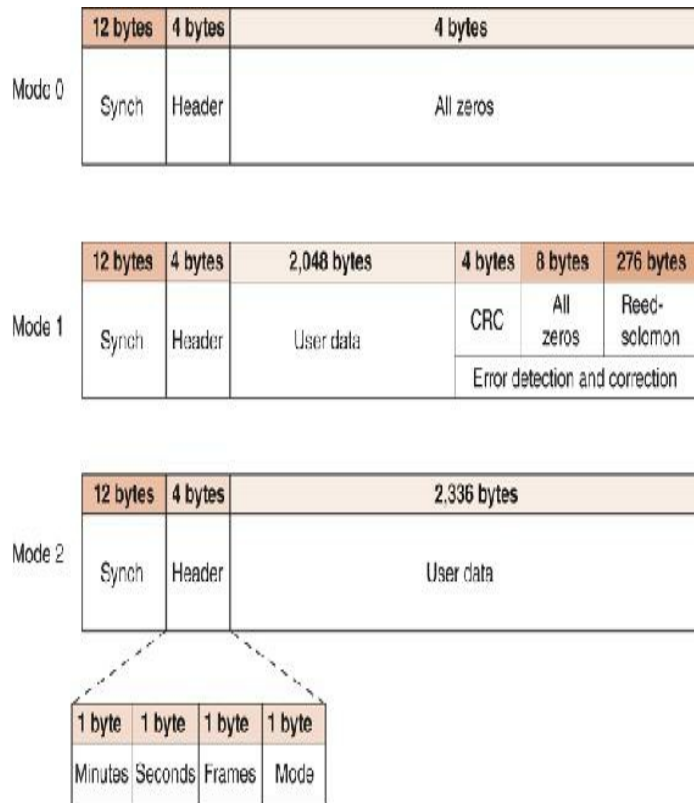 12 bytes 4 bytes 4 bytes
Mode 0 Synch Header All zeros
12 bytes 4 bytes 2,048 bytes 4 bytes 8 bytes 276 bytes
Mode 1 Synch Header User data CRC All zeros Reed-solomon
Error detection and correction
12 bytes 4 bytes 2,336 bytes
Mode 2 Synch Header User data
1 byte 1 byte 1 byte 1 byte
Minutes Seconds Frames Mode